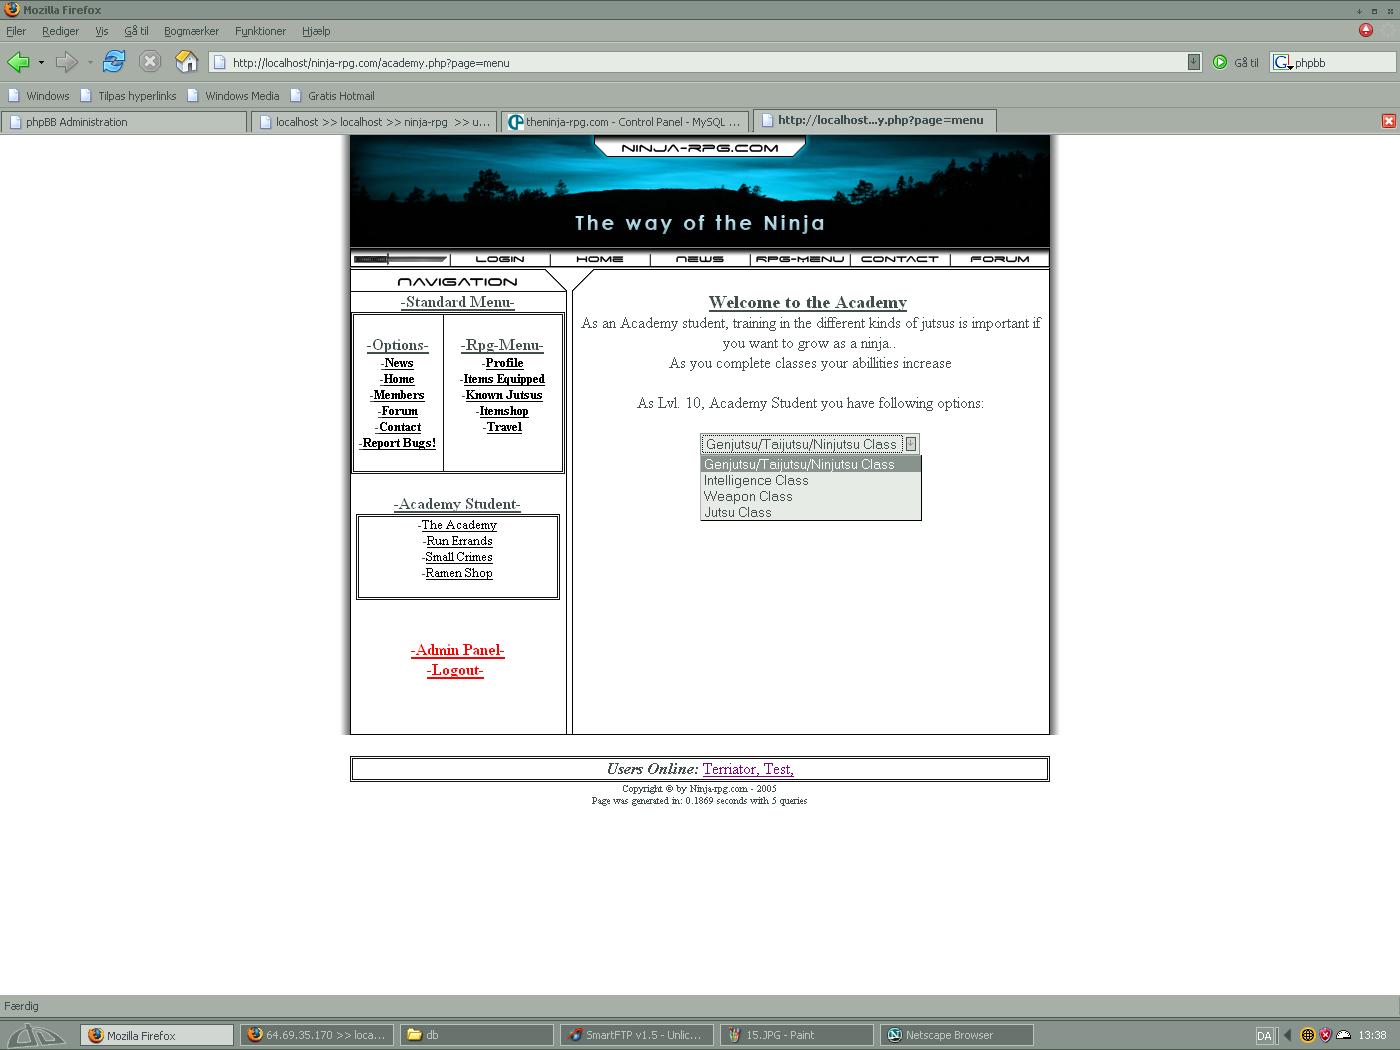 Mozilla Firefox
Filer Rediger Vis Gå til Bogmærker Funktioner Hjælp
http://localhost/ninja-rpg.com/academy.php?page=menu Gå til G phpbb
Windows Tilpas hyperlinks Windows Media Gratis Hotmail
phpBB Administration localhost >> localhost >> ninja-rpg >> u... theninja-rpg.com - Control Panel - MySQL ... http://localhost...y.php?page=menu
NINJA-RPG.COM
The way of the Ninja
LOGIN HOME NEWS RPG-MENU CONTACT FORUM
NAVIGATION
-Standard Menu-
-Options-
-News
-Home
-Members
-Forum
-Contact
-Report Bugs!
-Rpg-Menu-
-Profile
-Items Equipped
-Known Jutsus
-Itemshop
-Travel
-Academy Student-
-The Academy
-Run Errands
-Small Crimes
-Ramen Shop
-Admin Panel-
-Logout-
Welcome to the Academy
As an Academy student, training in the different kinds of jutsus is important if
you want to grow as a ninja..
As you complete classes your abillities increase
As Lvl. 10, Academy Student you have following options:
Genjutsu/Taijutsu/Ninjutsu Class
Genjutsu/Taijutsu/Ninjutsu Class
Intelligence Class
Weapon Class
Jutsu Class
Users Online: Terriator, Test,
Copyright © by Ninja-rpg.com - 2005
Page was generated in: 0.1869 seconds with 5 queries
Færdig
Mozilla Firefox 64.69.35.170 >> loca... db SmartFTP v1.5 - Unlic... 15.JPG - Paint Netscape Browser DA 13:38